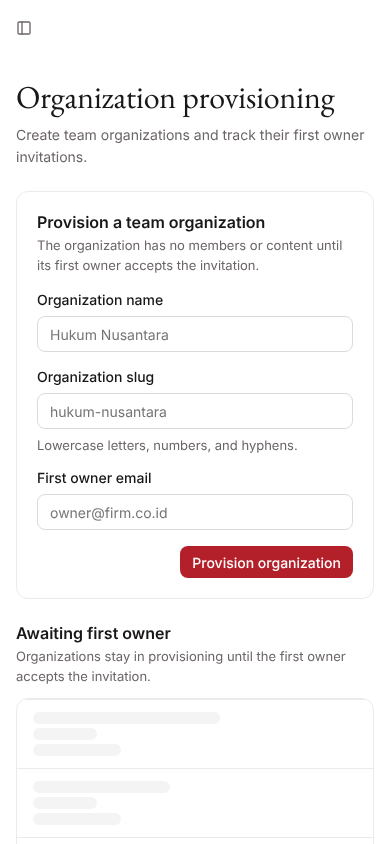 Organization provisioning
Create team organizations and track their first owner
invitations.
Provision a team organization
The organization has no members or content until
its first owner accepts the invitation.
Organization name
Hukum Nusantara
Organization slug
hukum-nusantara
Lowercase letters, numbers, and hyphens.
First owner email
owner@firm.co.id
Provision organization
Awaiting first owner
Organizations stay in provisioning until the first owner
accepts the invitation.